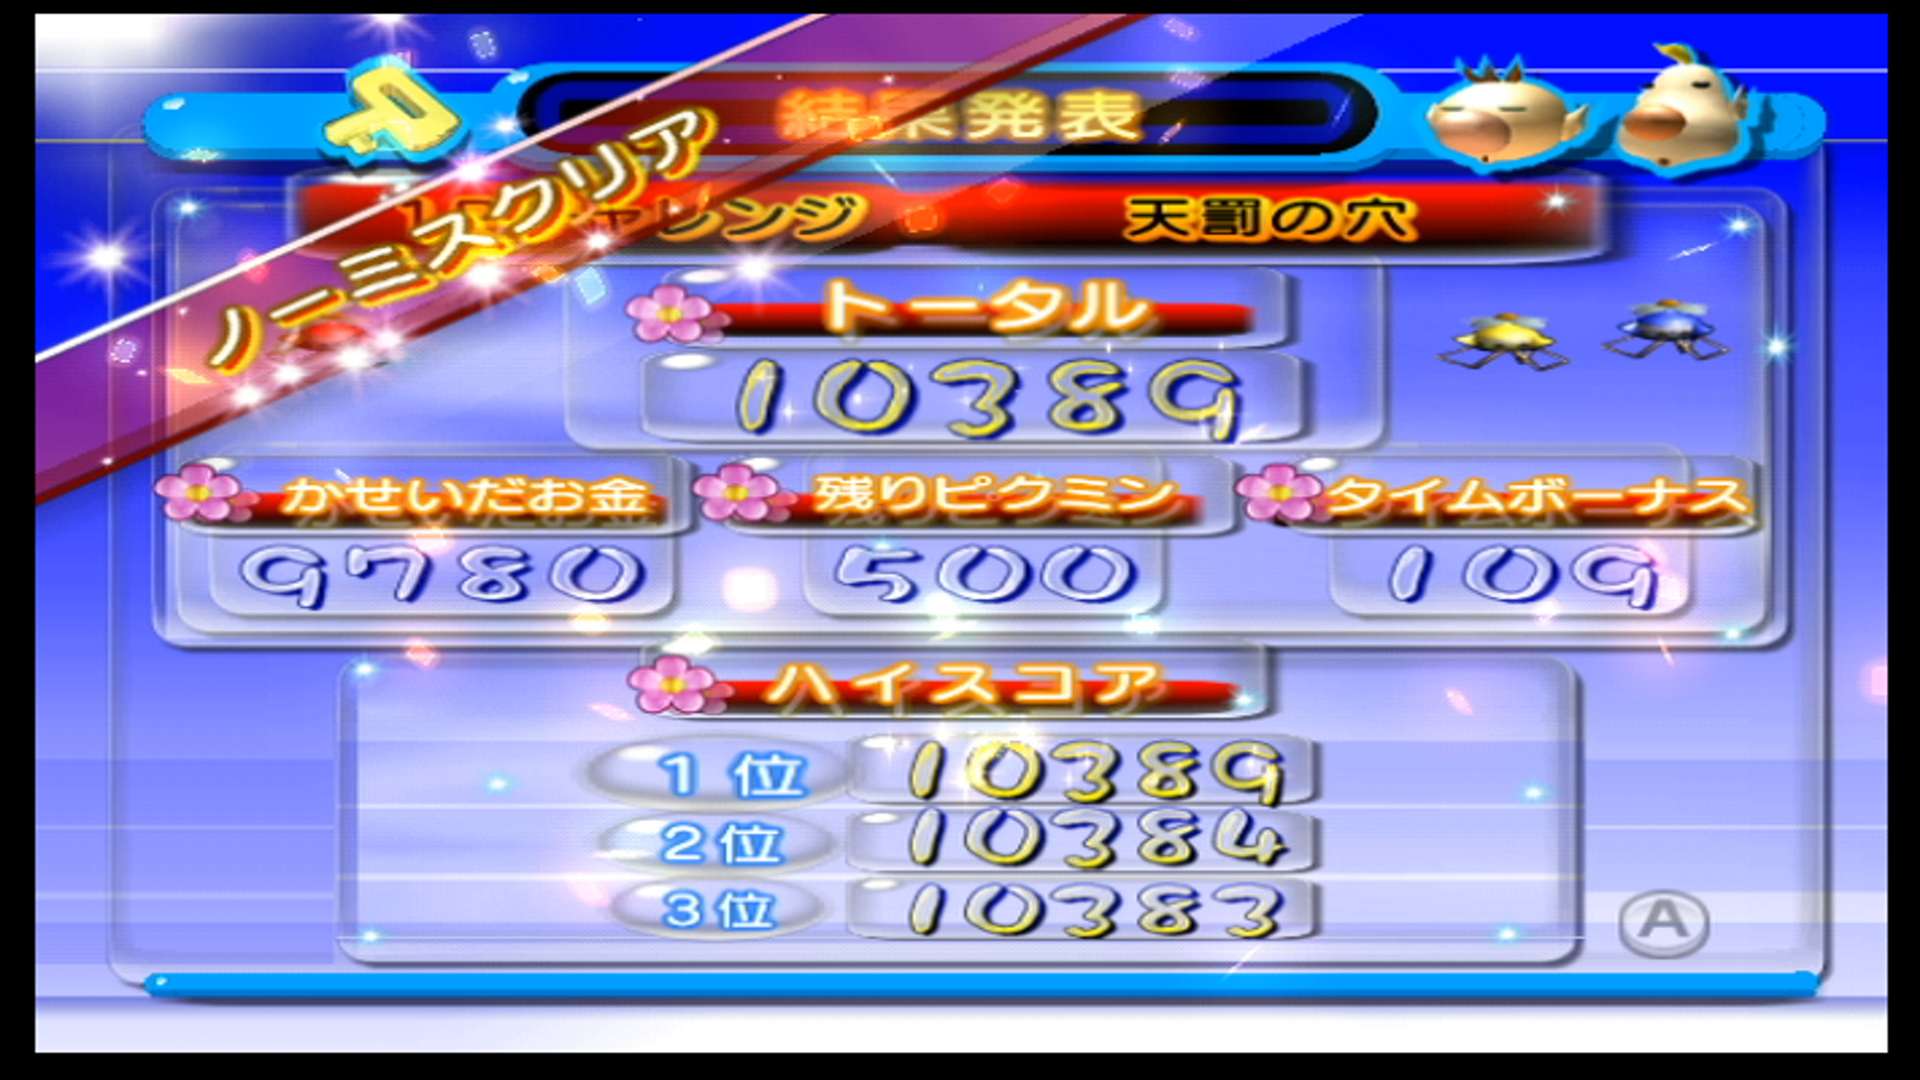 結果発表
ノーミスクリア
チャレンジ
天罰の穴
トータル
10389
かせいだお金
残りピクミン
タイムボーナス
9780
500
109
ハイスコア
1位 10389
2位 10384
3位 10383
A